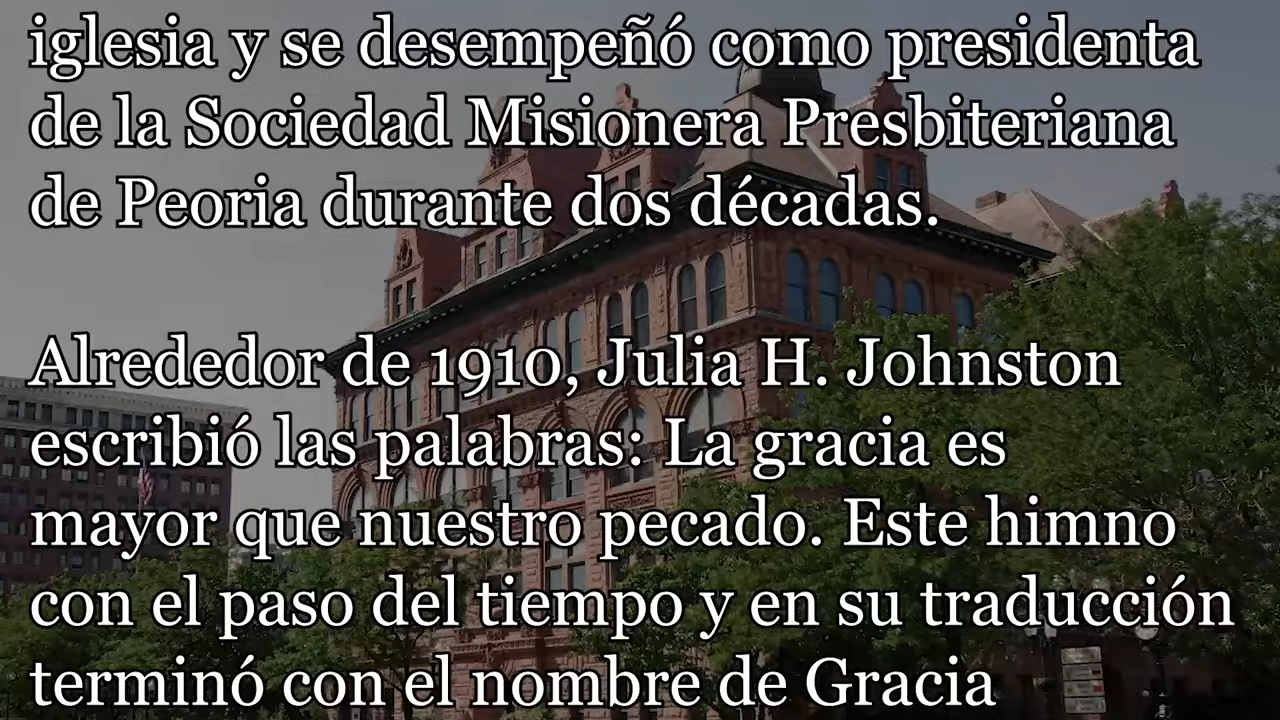 iglesia y se desempeñó como presidenta
de la Sociedad Misionera Presbiteriana
de Peoria durante dos décadas.
Alrededor de 1910, Julia H. Johnston
escribió las palabras: La gracia es
mayor que nuestro pecado. Este himno
con el paso del tiempo y en su traducción
terminó con el nombre de Gracia